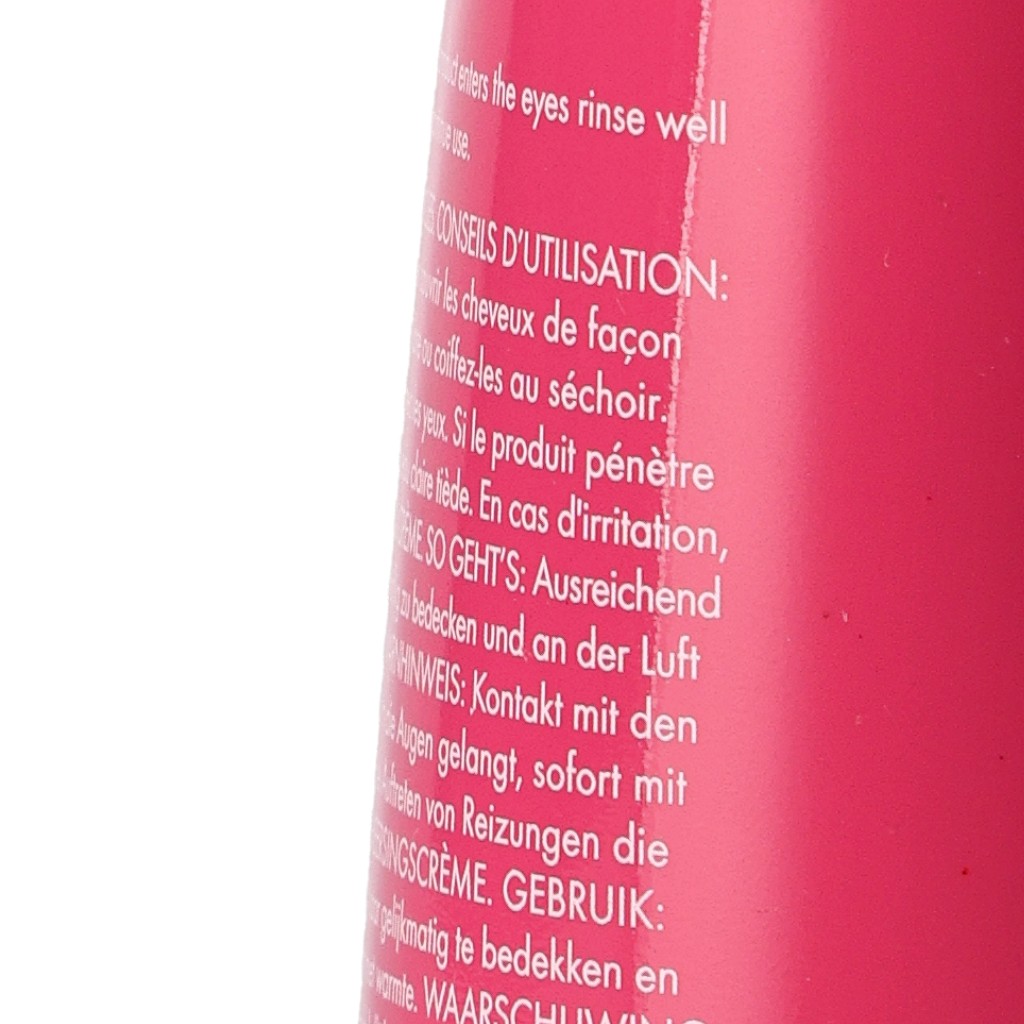 enters the eyes rinse well
use.
CONSEILS D'UTILISATION:
les cheveux de façon
ou coiffez-les au séchoir.
yeux. Si le produit pénètre
claire tiède. En cas d'irritation,
SO GEHT'S: Ausreichend
zu bedecken und an der Luft
Kontakt mit den
die Augen gelangt, sofort mit
Auftreten von Reizungen die
GEBRUIK:
gelijkmatig te bedekken en
warmte. WAARSCHUWING